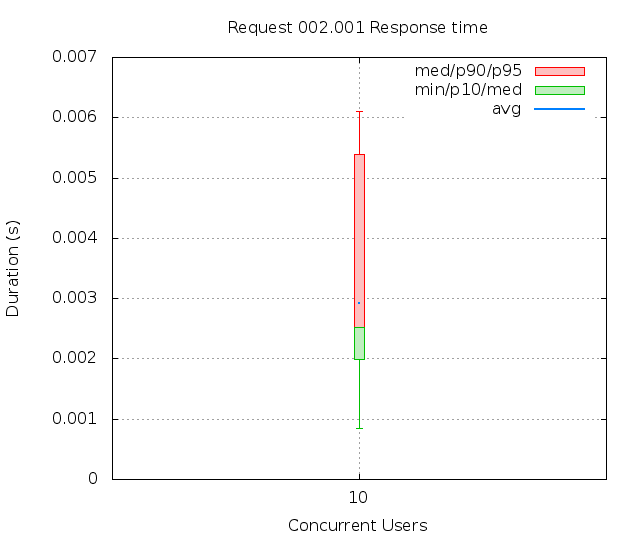 Request 002.001 Response time
0.007
med/p90/p95
min/p10/med
avg
0.006
0.005
0.004
0.003
0.002
0.001
0
Duration (s)
10
Concurrent Users